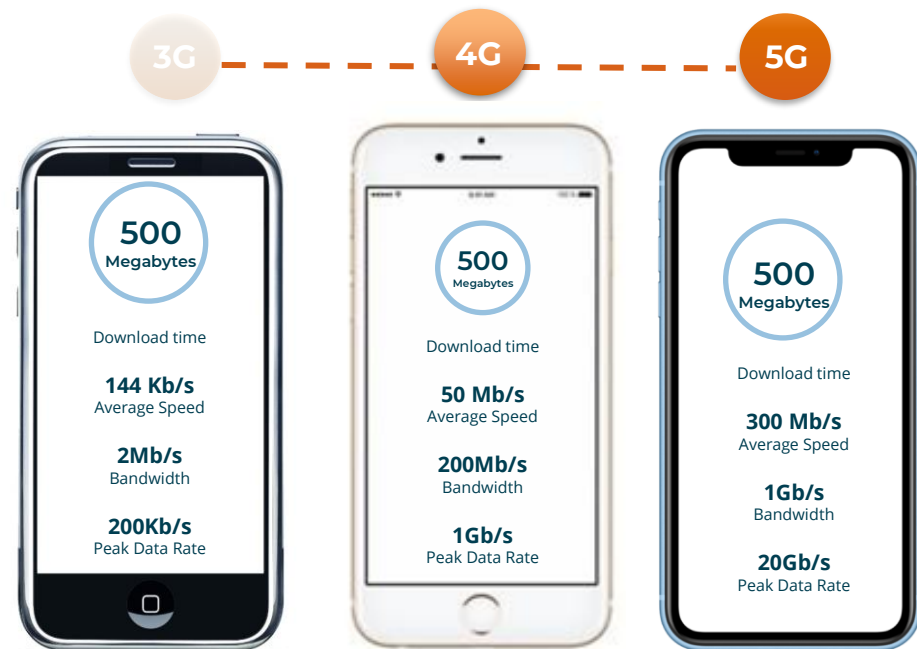 3G
4G
5G
500
Megabytes
Download time
144 Kb/s
Average Speed
2Mb/s
Bandwidth
200Kb/s
Peak Data Rate
500
Megabytes
Download time
50 Mb/s
Average Speed
200Mb/s
Bandwidth
1Gb/s
Peak Data Rate
500
Megabytes
Download time
300 Mb/s
Average Speed
1Gb/s
Bandwidth
20Gb/s
Peak Data Rate